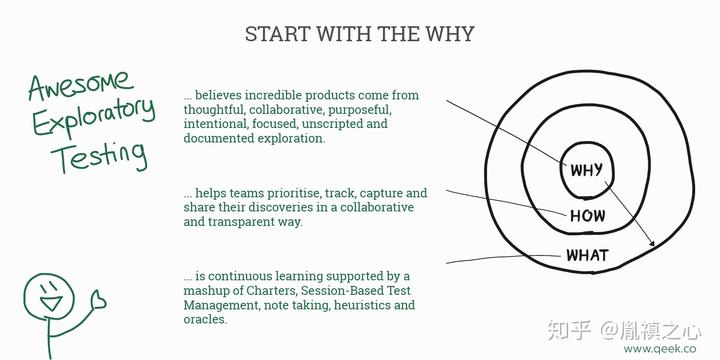 START WITH THE WHY
Awesome
Exploratory
Testing
... believes incredible products come from
thoughtful, collaborative, purposeful,
intentional, focused, unscripted and
documented exploration.
... helps teams prioritise, track, capture and
share their discoveries in a collaborative
and transparent way.
... is continuous learning supported by a
mashup of Charters, Session-Based Test
Management, note taking, heuristics and
oracles.
WHY
HOW
WHAT
知乎 @胤禛之心
www.qeek.co